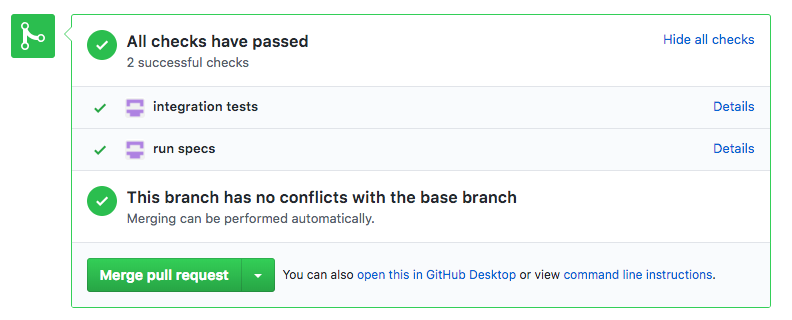 All checks have passed
Hide all checks
2 successful checks
integration tests
Details
run specs
Details
This branch has no conflicts with the base branch
Merging can be performed automatically.
Merge pull request
You can also open this in GitHub Desktop or view command line instructions.